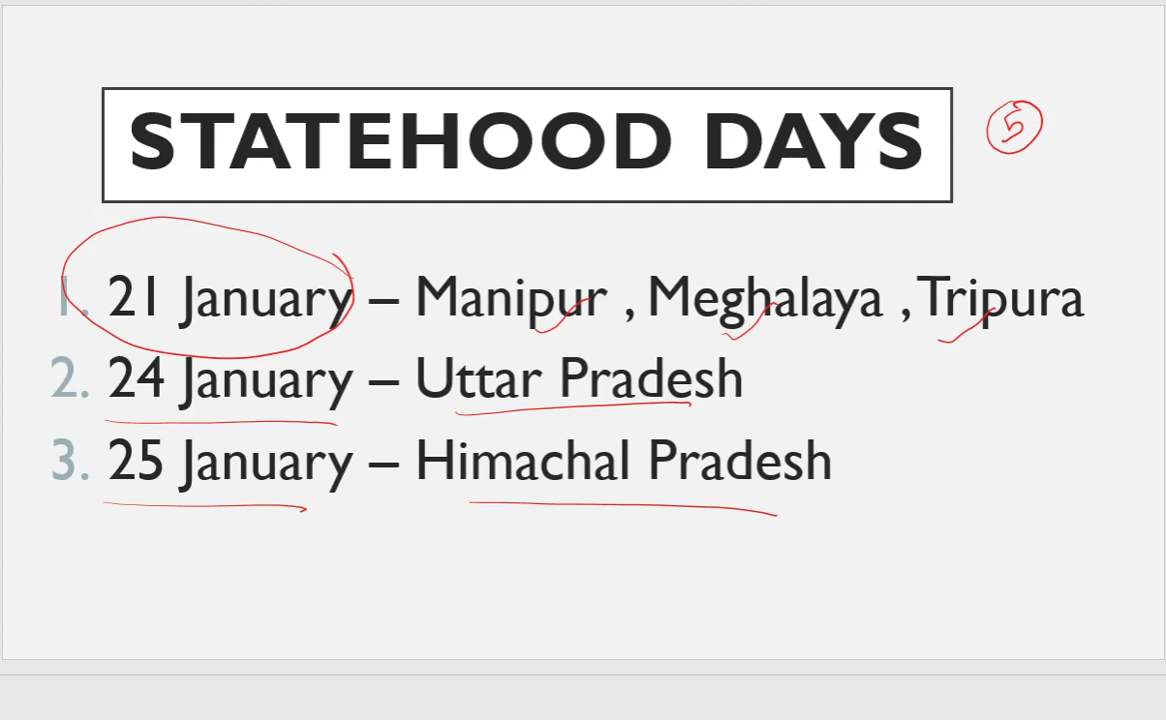 STATEHOOD DAYS
5
1. 21 January – Manipur , Meghalaya , Tripura
2. 24 January – Uttar Pradesh
3. 25 January – Himachal Pradesh